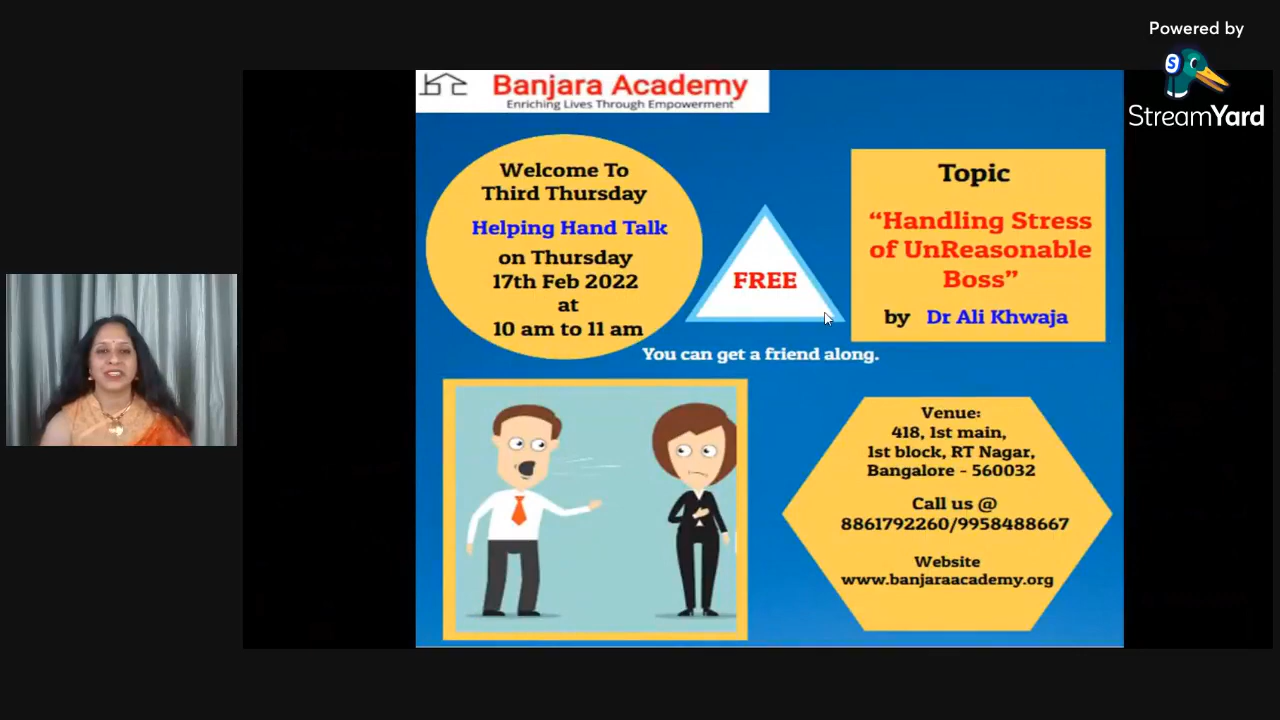 Powered by
StreamYard
Banjara Academy
Enriching Lives Through Empowerment
Welcome To
Third Thursday
Helping Hand Talk
on Thursday
17th Feb 2022
at
10 am to 11 am
FREE
Topic
“Handling Stress
of UnReasonable
Boss”
by Dr Ali Khwaja
You can get a friend along.
Venue:
418, 1st main,
1st block, RT Nagar,
Bangalore - 560032
Call us @
8861792260/9958488667
Website
www.banjaraacademy.org